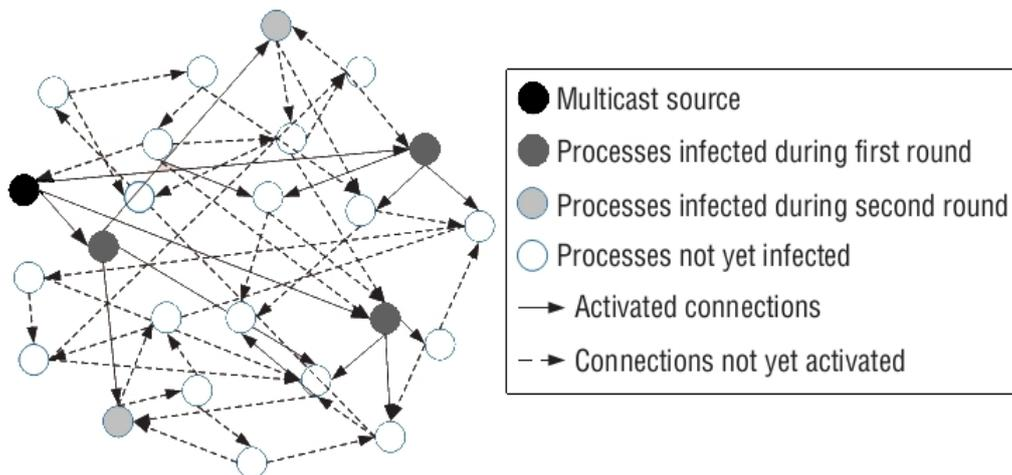 Multicast source
Processes infected during first round
Processes infected during second round
Processes not yet infected
Activated connections
Connections not yet activated